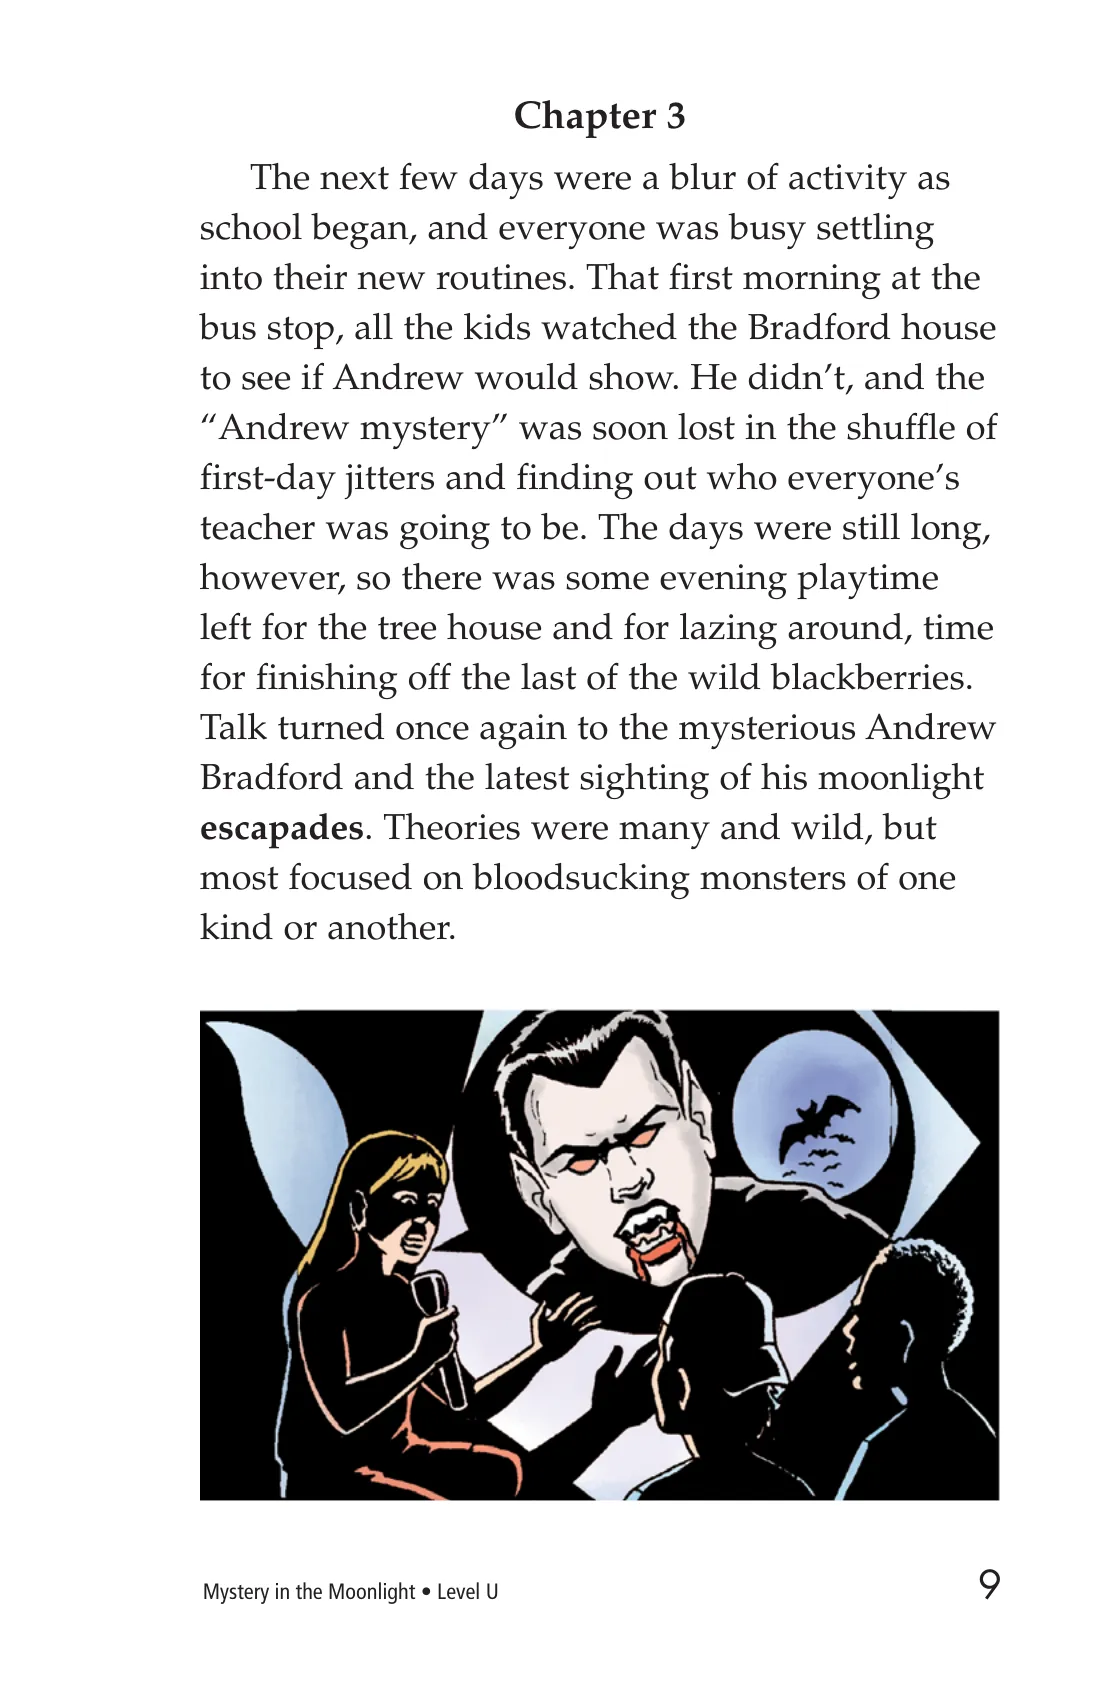 Chapter 3
The next few days were a blur of activity as
school began, and everyone was busy settling
into their new routines. That first morning at the
bus stop, all the kids watched the Bradford house
to see if Andrew would show. He didn’t, and the
“Andrew mystery” was soon lost in the shuffle of
first-day jitters and finding out who everyone’s
teacher was going to be. The days were still long,
however, so there was some evening playtime
left for the tree house and for lazing around, time
for finishing off the last of the wild blackberries.
Talk turned once again to the mysterious Andrew
Bradford and the latest sighting of his moonlight
escapades. Theories were many and wild, but
most focused on bloodsucking monsters of one
kind or another.
Mystery in the Moonlight • Level U
9